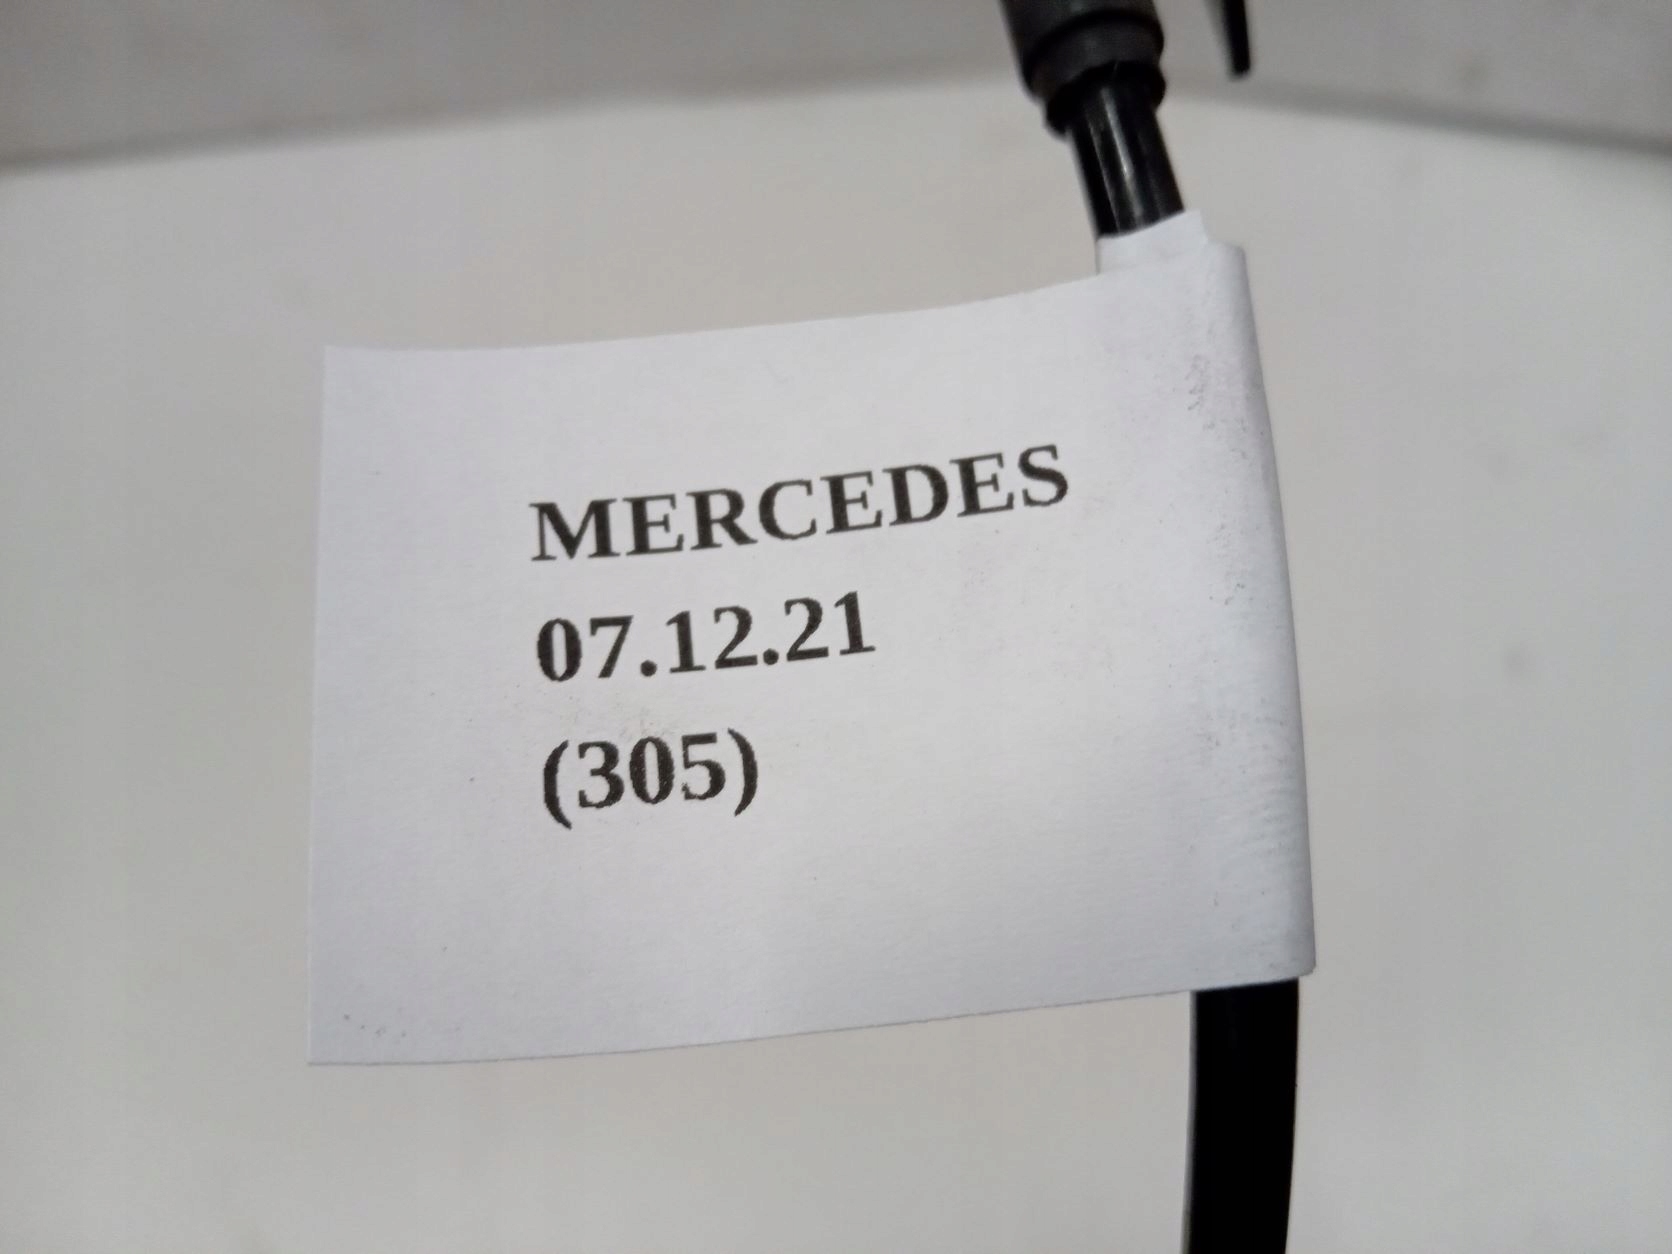 MERCEDES
07.12.21
(305)